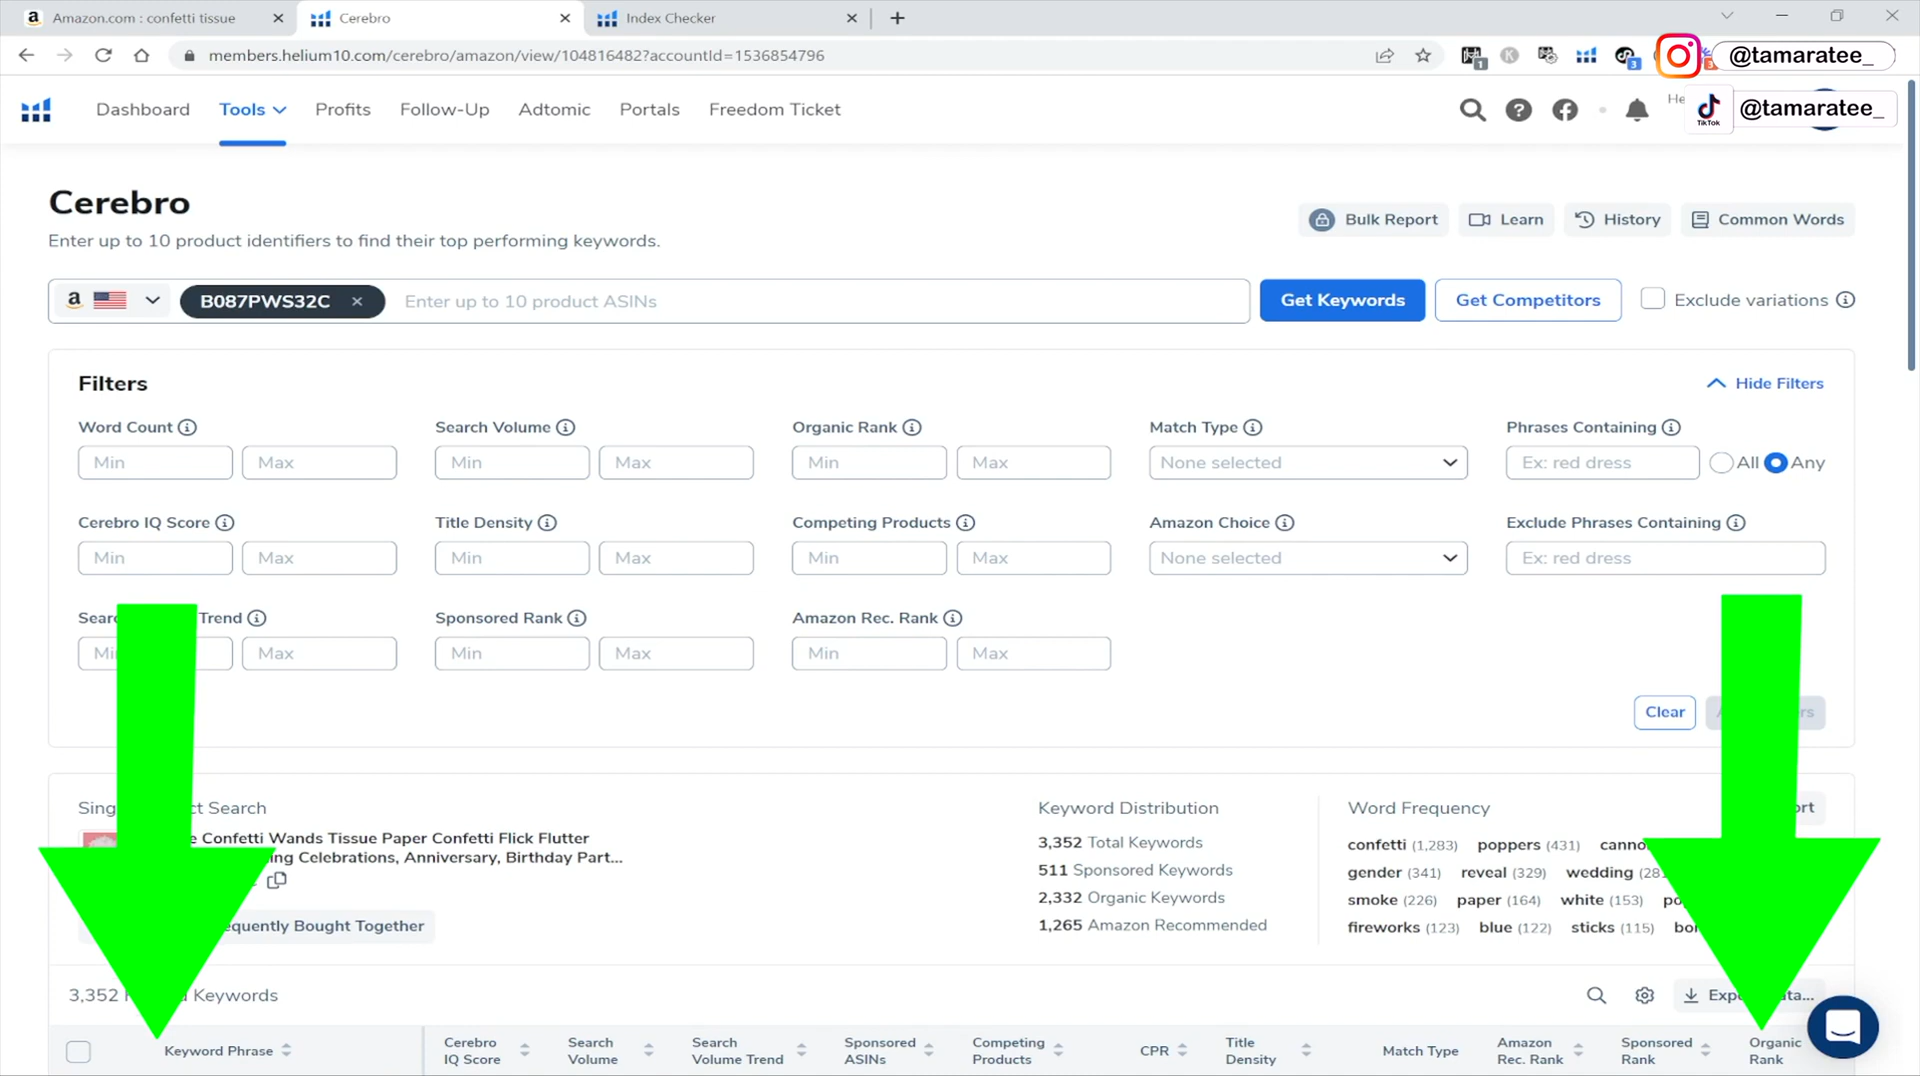 Amazon.com : confetti tissue
Cerebro
Index Checker
members.helium10.com/cerebro/amazon/view/104816482?accountId=1536854796
@tamaratee_
Dashboard
Tools
Profits
Follow-Up
Adtomic
Portals
Freedom Ticket
He
TikTok
@tamaratee_
Cerebro
Enter up to 10 product identifiers to find their top performing keywords.
Bulk Report
Learn
History
Common Words
B087PWS32C
Enter up to 10 product ASINs
Get Keywords
Get Competitors
Exclude variations
Filters
Hide Filters
Word Count
Search Volume
Organic Rank
Match Type
Phrases Containing
Min
Max
Min
Max
Min
Max
None selected
Ex: red dress
All
Any
Cerebro IQ Score
Title Density
Competing Products
Amazon Choice
Exclude Phrases Containing
Min
Max
Min
Max
Min
Max
None selected
Ex: red dress
Trend
Sponsored Rank
Amazon Rec. Rank
Max
Min
Max
Min
Max
Clear
Search
Confetti Wands Tissue Paper Confetti Flick Flutter
Celebrations, Anniversary, Birthday Part...
Bought Together
Keyword Distribution
3,352 Total Keywords
511 Sponsored Keywords
2,332 Organic Keywords
1,265 Amazon Recommended
Word Frequency
confetti (1,283) poppers (431)
gender (341) reveal (329) wedding
smoke (226) paper (164) white (153)
fireworks (123) blue (122) sticks (115)
3,352 Keywords
Keyword Phrase
Cerebro
IQ Score
Search
Volume
Search
Volume Trend
Sponsored
ASINs
Competing
Products
CPR
Title
Density
Match Type
Amazon
Rec. Rank
Sponsored
Rank
Organic
Rank